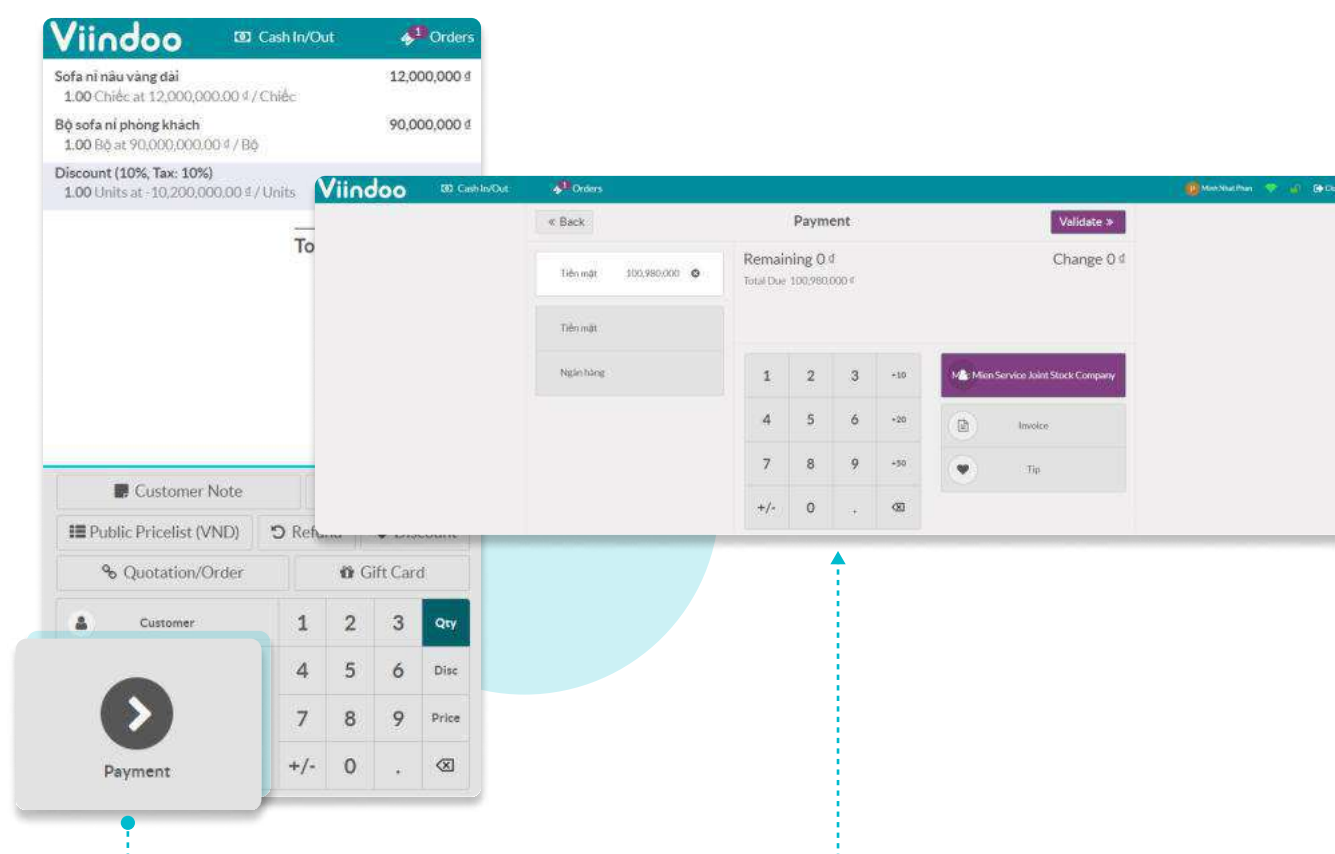 Viindoo Cash In/Out 1 Orders
Sofa nỉ nâu vàng dài 12,000,000 ₫
1.00 Chiếc at 12,000,000.00 ₫ / Chiếc
Bộ sofa nỉ phòng khách 90,000,000 ₫
1.00 Bộ at 90,000,000.00 ₫ / Bộ
Discount (10%, Tax: 10%)
1.00 Units at -10,200,000.00 ₫ / Units
To
Customer Note
Public Pricelist (VND) Refund Discount
Quotation/Order Gift Card
Customer 1 2 3 Qty
4 5 6 Disc
7 8 9 Price
+/- 0 .
Payment
Viindoo Cash In/Out 1 Orders Minh Nhat Phan Clo
« Back Payment Validate »
Tiền mặt 100,980,000
Remaining 0 ₫ Change 0 ₫
Total Due 100,980,000 ₫
Tiền mặt
Ngân hàng
1 2 3 +10
4 5 6 +20
7 8 9 +50
+/- 0 .
Mien Service Joint Stock Company
Invoice
Tip